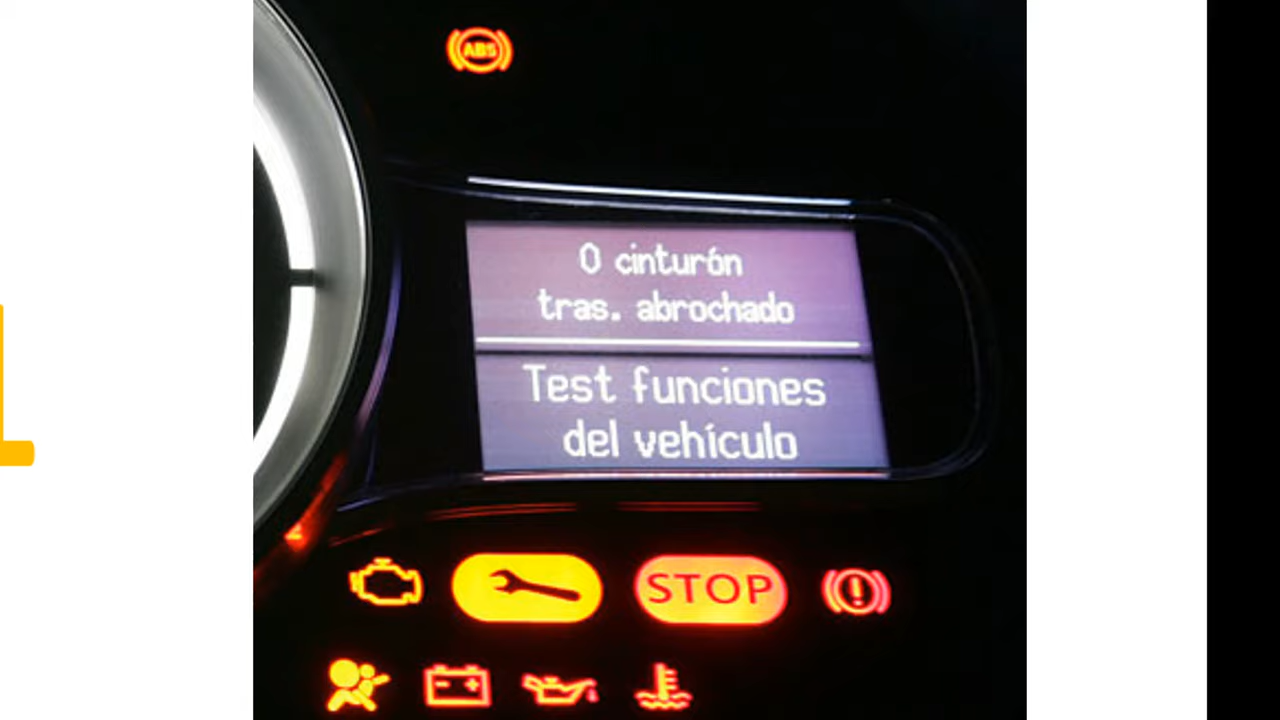 ABS
0 cinturón
tras. abrochado
Test funciones
del vehículo
STOP